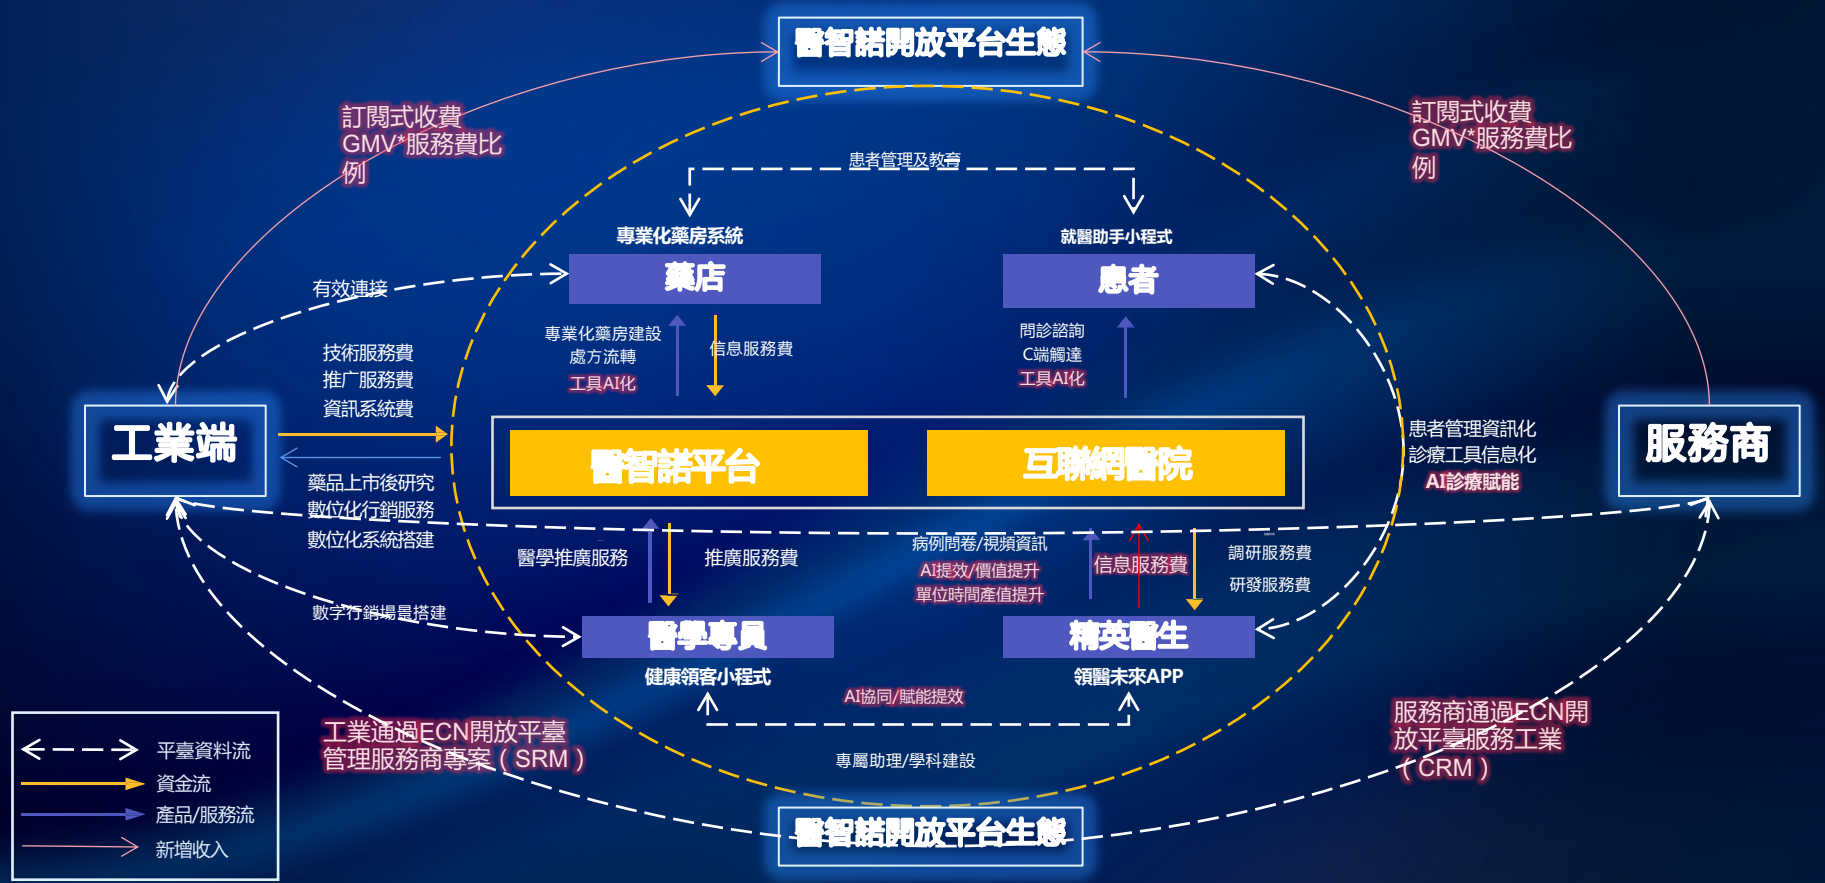 醫智諾開放平台生態
訂閱式收費
GMV*服務費比
例
訂閱式收費
GMV*服務費比
例
患者管理及教育
專業化藥房系統
藥店
就醫助手小程式
患者
有效連接
專業化藥房建設
處方流轉
工具AI化
信息服務費
問診諮詢
C端觸達
工具AI化
技術服務費
推广服務費
資訊系統費
工業端
藥品上市後研究
數位化行銷服務
數位化系統搭建
醫智諾平台
互聯網醫院
患者管理資訊化
診療工具信息化
AI診療賦能
服務商
醫學推廣服務
推廣服務費
病例問卷/視頻資訊
AI提效/價值提升
單位時間產值提升
信息服務費
調研服務費
研發服務費
數字行銷場景搭建
醫學專員
健康領客小程式
精英醫生
領醫未來APP
AI協同/賦能提效
專屬助理/學科建設
工業通過ECN開放平臺
管理服務商專案（SRM）
服務商通過ECN開
放平臺服務工業
（CRM）
醫智諾開放平台生態
平臺資料流
資金流
產品/服務流
新增收入